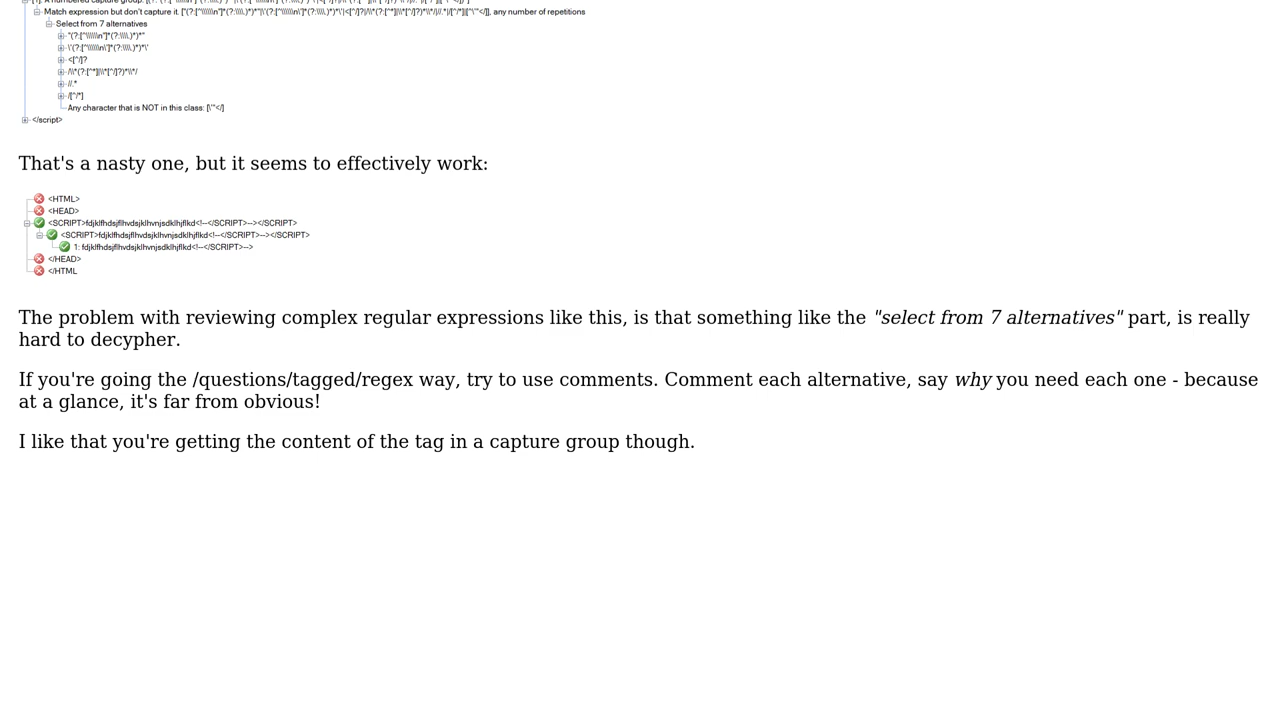 Match expression but don't capture it. ["(?:[^\\\\\\n"]*(?:\\\\.)*)*"|\'(?:[^\\\\\\n\']*(?:\\\\.)*)*\'|<[^/]?|/\\*(?:[^*]|\\*[^/]?)*\\*/|//.*|/[^/*]|[^\'"</]], any number of repetitions
Select from 7 alternatives
"(?:[^\\\\\\n"]*(?:\\\\.)*)*"
\'(?:[^\\\\\\n\']*(?:\\\\.)*)*\'
<[^/]?
/\\*(?:[^*]|\\*[^/]?)*\\*/
//.*
/[^/*]
Any character that is NOT in this class: [\'"</]
</script>
That's a nasty one, but it seems to effectively work:
<HTML>
<HEAD>
<SCRIPT>fdjklfhdsjflhvdsjklhvnjsdklhjflkd<!--</SCRIPT>--></SCRIPT>
<SCRIPT>fdjklfhdsjflhvdsjklhvnjsdklhjflkd<!--</SCRIPT>--></SCRIPT>
1: fdjklfhdsjflhvdsjklhvnjsdklhjflkd<!--</SCRIPT>-->
</HEAD>
</HTML
The problem with reviewing complex regular expressions like this, is that something like the "select from 7 alternatives" part, is really
hard to decypher.
If you're going the /questions/tagged/regex way, try to use comments. Comment each alternative, say why you need each one - because
at a glance, it's far from obvious!
I like that you're getting the content of the tag in a capture group though.